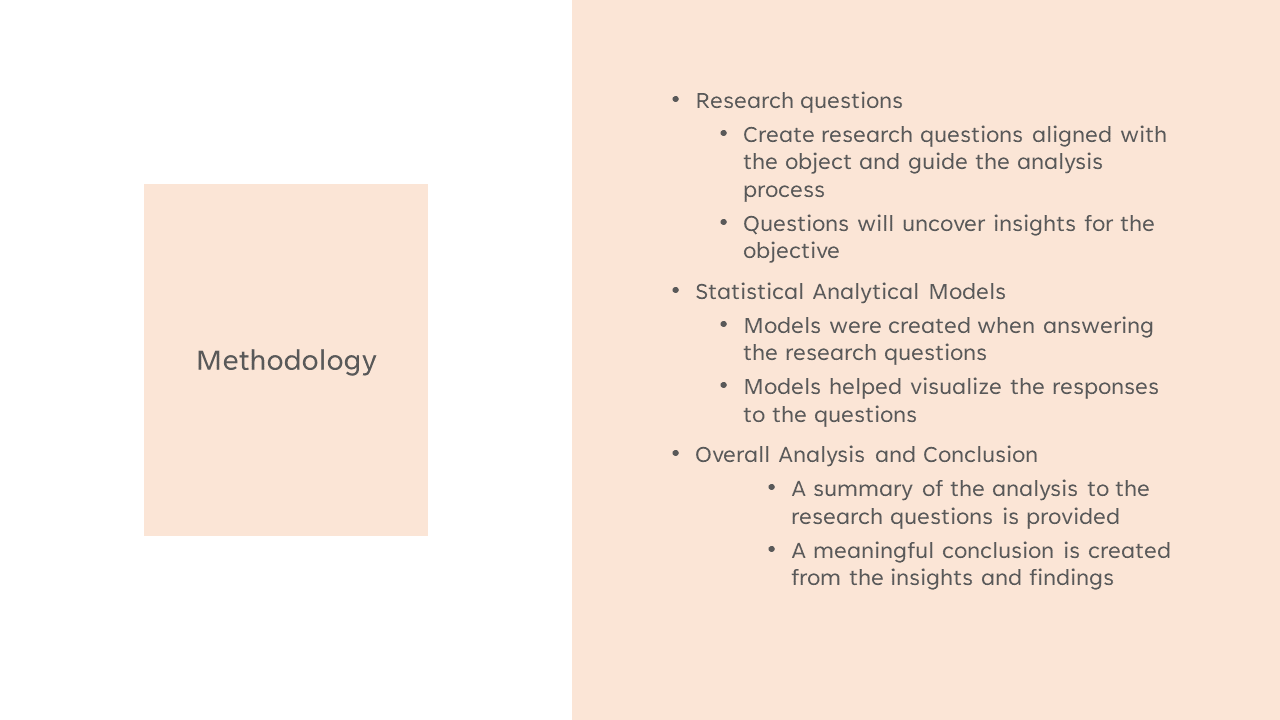 Methodology
• Research questions
• Create research questions aligned with
the object and guide the analysis
process
• Questions will uncover insights for the
objective
• Statistical Analytical Models
• Models were created when answering
the research questions
• Models helped visualize the responses
to the questions
• Overall Analysis and Conclusion
• A summary of the analysis to the
research questions is provided
• A meaningful conclusion is created
from the insights and findings